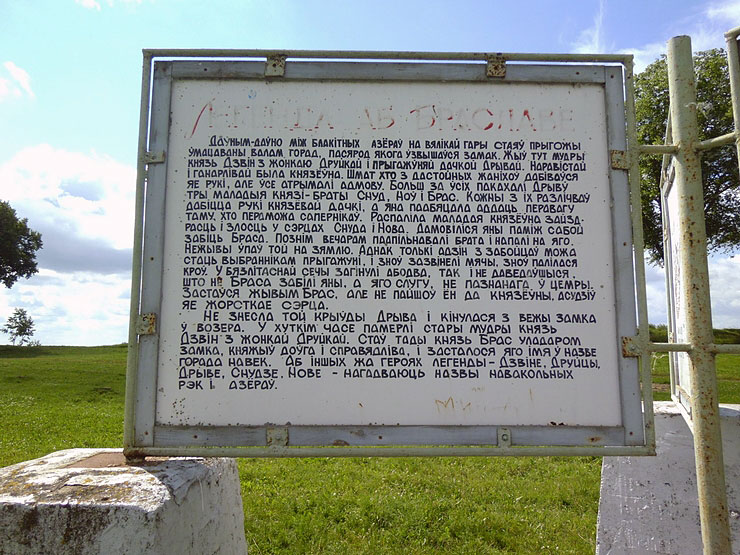 ЛЕГЕНДА АБ БРАСЛАВЕ
Даўным-даўно між блакітных азёраў на вялікай гары стаяў прыгожы
ўмацаваны валам горад, пасярод якога узвышаўся замак. Жыў тут мудры
князь Дзвін з жонкаю Друцкай і прыгажуняй дачкой Дрывай. Наравістай
і ганарлівай была князёўна. Шмат хто з дастойных жаніхоў дабіваўся
яе рукі, але ўсе атрымалі адмову. Больш за ўсіх пакахалі Дрыву
тры маладыя князі-браты Снуд, Ноў і Брас. Кожны з іх разлічваў
дабіцца рукі князевай дачкі, а яна паабяцала аддаць перавагу
таму, хто пераможа сапернікаў. Распаліла маладая князеўна зайзд-
расць і злосць у сэрцах Снуда і Нова. Дамовіліся яны паміж сабой
забіць Браса. Познім вечарам падпільнавалі брата і напалі на яго.
Нежывы упаў той на зямлю. Аднак толькі адзін з забойцаў можа
стаць выбраннікам прыгажуні, і зноў зазвінелі мячы, зноў палілася
кроў. У бязлітаснай сечы загінулі абодва, так і не даведаўшыся,
што не Браса забілі яны, а яго слугу, не пазнанага ў цемры.
Застаўся жывым Брас, але не пайшоў ён да князеўны, асудзіў
яе жорсткае сэрца.
Не знесла той крыўды Дрыва і кінулася з вежы замка
ў возера. У хуткім часе памерлі стары мудры князь
Дзвін з жонкай Друцкай. Стаў тады князь Брас уладаром
замка, княжыў доўга і справядліва, і засталося яго імя ў назве
горада навек. Аб іншых жа героях легенды - Дзвіне, Друйцы,
Дрыве, Снудзе, Нове - нагадваюць назвы навакольных
рэк і азёраў.